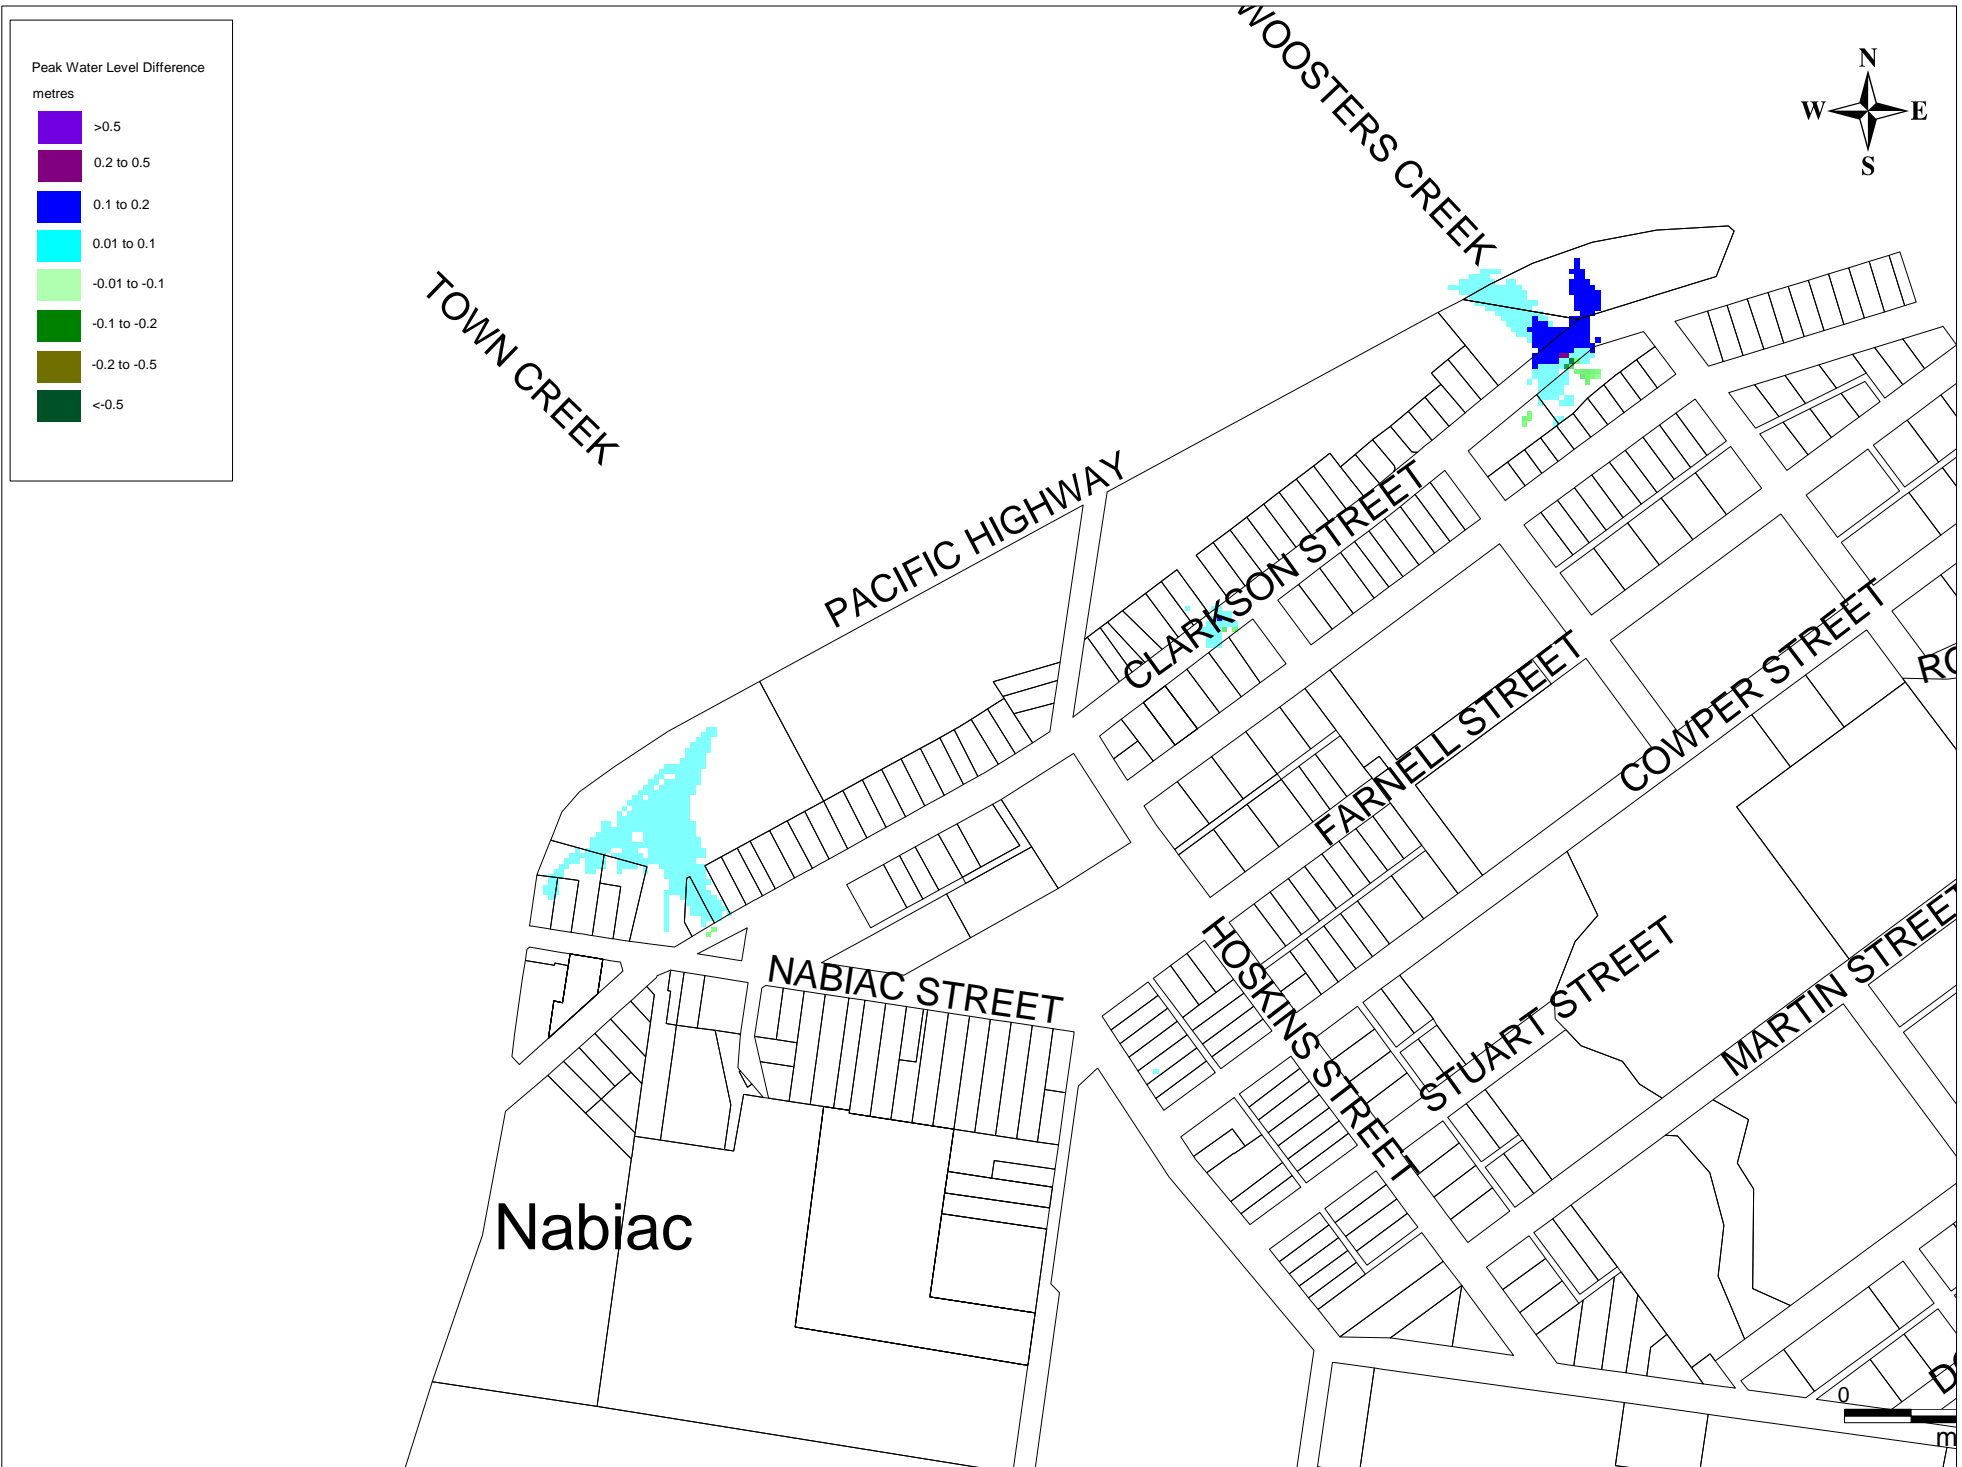 Peak Water Level Difference
metres
>0.5
0.2 to 0.5
0.1 to 0.2
0.01 to 0.1
-0.01 to -0.1
-0.1 to -0.2
-0.2 to -0.5
<-0.5
WOOSTERS CREEK
N
W E
S
TOWN CREEK
PACIFIC HIGHWAY
CLARKSON STREET
FARNELL STREET
COWPER STREET
HOSKINS STREET
STUART STREET
MARTIN STREET
NABIAC STREET
Nabiac
0